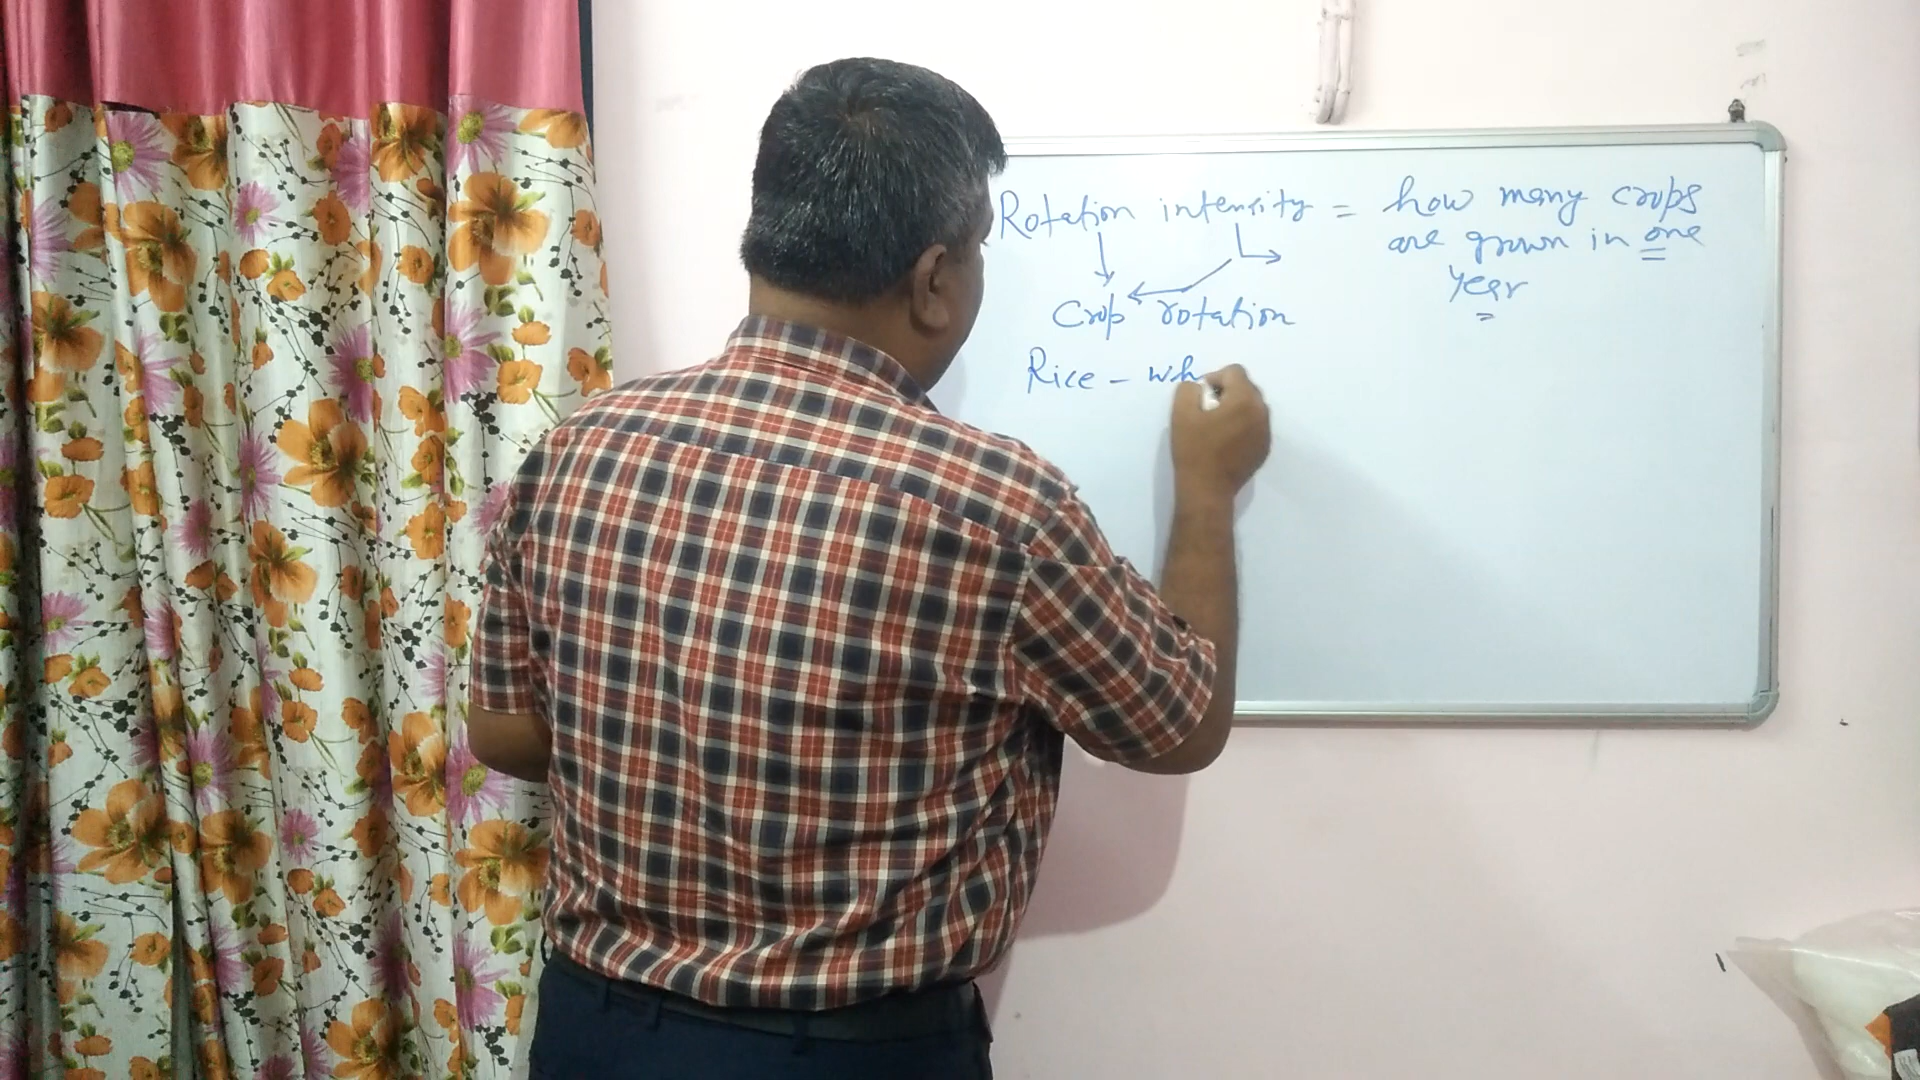 Rotation intensity = how many crops
are grown in one
year
Crop rotation
Rice - wh